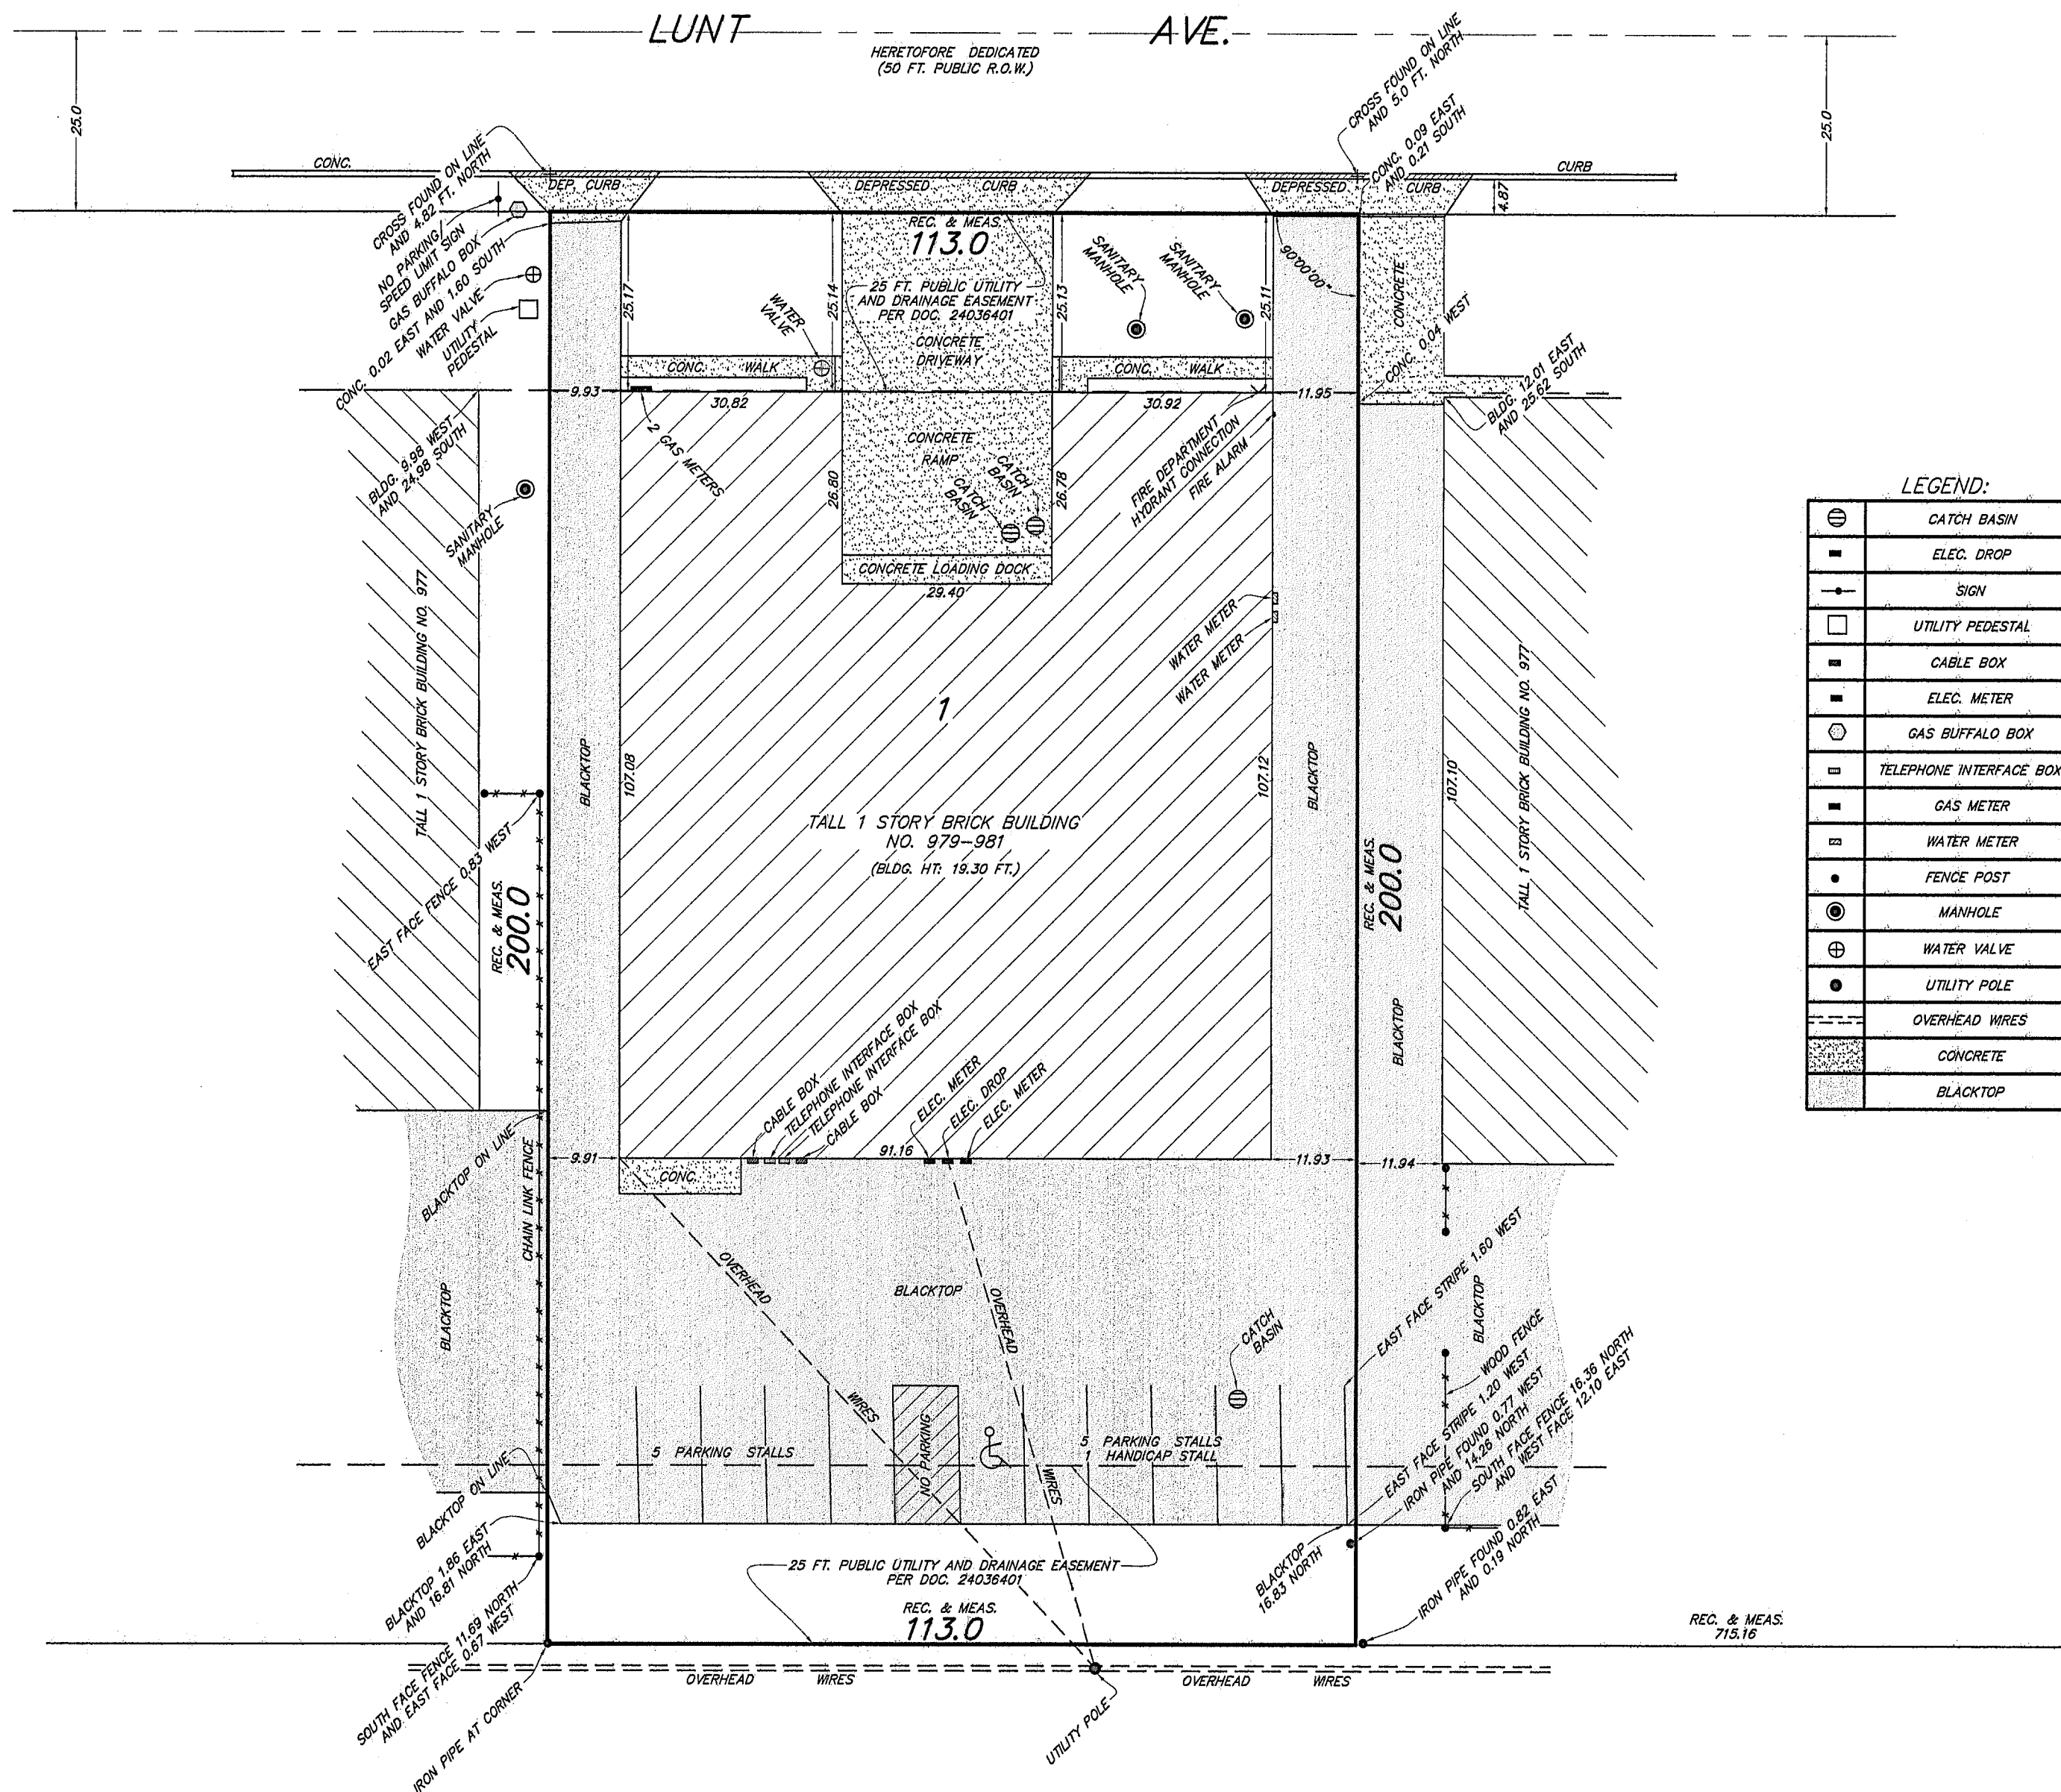 LUNT AVE.
HERETOFORE DEDICATED
(50 FT. PUBLIC R.O.W.)
25.0
25.0
CROSS FOUND ON LINE
AND 5.0 FT. NORTH
CONC. 0.09 EAST
AND 0.21 SOUTH
CONC.
CURB
4.87
DEP. CURB
DEPRESSED CURB
DEPRESSED CURB
CROSS FOUND ON LINE
AND 4.82 FT. NORTH
NO PARKING/
SPEED LIMIT SIGN
GAS BUFFALO BOX
CONC. 0.02 EAST AND 1.60 SOUTH
WATER VALVE
UTILITY
PEDESTAL
REC. & MEAS.
113.0
90°00'00"
25 FT. PUBLIC UTILITY
AND DRAINAGE EASEMENT
PER DOC. 24036401
CONCRETE
DRIVEWAY
25.17
25.14
25.13
25.11
WATER
VALVE
SANITARY
MANHOLE
SANITARY
MANHOLE
CONCRETE
CONC. 0.04 WEST
BLDG. 12.01 EAST
AND 25.62 SOUTH
CONC. WALK
CONC. WALK
9.93
30.82
30.92
11.95
BLDG. 9.98 WEST
AND 24.98 SOUTH
SANITARY
MANHOLE
2 GAS METERS
CONCRETE
RAMP
CATCH
BASIN
CATCH
BASIN
26.80
26.78
FIRE DEPARTMENT
HYDRANT CONNECTION
FIRE ALARM
CONCRETE LOADING DOCK
29.40
WATER METER
WATER METER
TALL 1 STORY BRICK BUILDING NO. 977
TALL 1 STORY BRICK BUILDING NO. 977
1
BLACKTOP
107.08
107.12
BLACKTOP
107.10
TALL 1 STORY BRICK BUILDING
NO. 979-981
(BLDG. HT: 19.30 FT.)
EAST FACE FENCE 0.83 WEST
REC. & MEAS.
200.0
REC. & MEAS.
200.0
BLACKTOP
CABLE BOX
TELEPHONE INTERFACE BOX
TELEPHONE INTERFACE BOX
CABLE BOX
ELEC. METER
ELEC. DROP
ELEC. METER
9.91
91.16
11.93
11.94
CONC.
BLACKTOP ON LINE
CHAIN LINK FENCE
BLACKTOP
OVERHEAD WIRES
BLACKTOP
OVERHEAD WIRES
CATCH
BASIN
BLACKTOP
EAST FACE STRIPE 1.60 WEST
WOOD FENCE
EAST FACE STRIPE 1.20 WEST
IRON PIPE FOUND 0.77 WEST
AND 14.26 NORTH
SOUTH FACE FENCE 16.36 NORTH
AND WEST FACE 12.10 EAST
5 PARKING STALLS
NO PARKING
5 PARKING STALLS
1 HANDICAP STALL
BLACKTOP ON LINE
BLACKTOP 1.86 EAST
AND 16.81 NORTH
SOUTH FACE FENCE 11.69 NORTH
AND EAST FACE 0.67 WEST
IRON PIPE AT CORNER
25 FT. PUBLIC UTILITY AND DRAINAGE EASEMENT
PER DOC. 24036401
BLACKTOP
16.83 NORTH
IRON PIPE FOUND 0.82 EAST
AND 0.19 NORTH
REC. & MEAS.
113.0
REC. & MEAS.
715.16
OVERHEAD WIRES
OVERHEAD WIRES
UTILITY POLE
LEGEND:
CATCH BASIN
ELEC. DROP
SIGN
UTILITY PEDESTAL
CABLE BOX
ELEC. METER
GAS BUFFALO BOX
TELEPHONE INTERFACE BOX
GAS METER
WATER METER
FENCE POST
MANHOLE
WATER VALVE
UTILITY POLE
OVERHEAD WIRES
CONCRETE
BLACKTOP